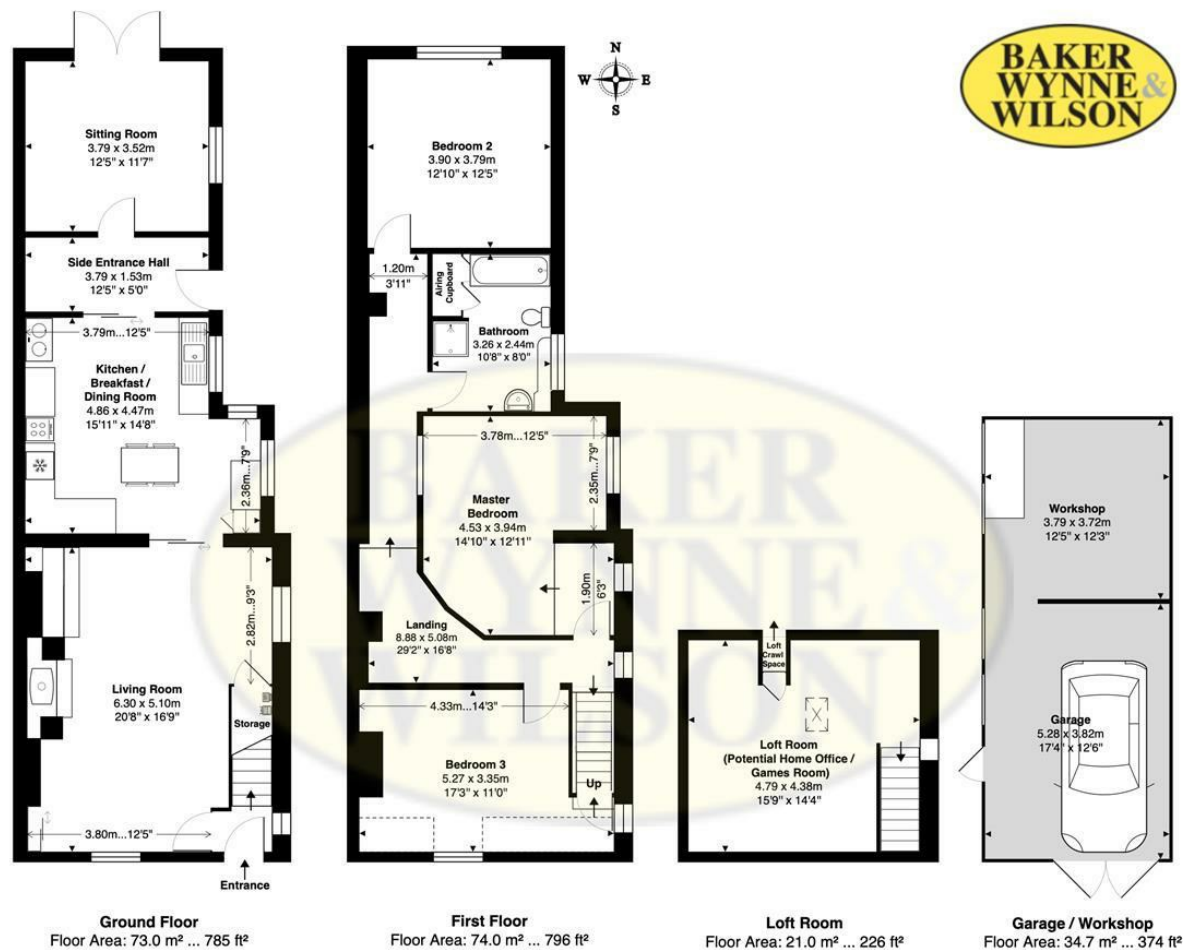 BAKER
WYNNE &
WILSON
N
W E
S
Sitting Room
3.79 x 3.52m
12'5" x 11'7"
Side Entrance Hall
3.79 x 1.53m
12'5" x 5'0"
3.79m...12'5"
Kitchen /
Breakfast /
Dining Room
4.86 x 4.47m
15'11" x 14'8"
2.36m...7'9"
Living Room
6.30 x 5.10m
20'8" x 16'9"
2.82m...9'3"
Storage
3.80m...12'5"
Entrance
Ground Floor
Floor Area: 73.0 m² ... 785 ft²
Bedroom 2
3.90 x 3.79m
12'10" x 12'5"
1.20m
3'11"
Airing
Cupboard
Bathroom
3.26 x 2.44m
10'8" x 8'0"
3.78m...12'5"
2.35m...7'9"
Master
Bedroom
4.53 x 3.94m
14'10" x 12'11"
1.90m
6'3"
Landing
8.88 x 5.08m
29'2" x 16'8"
4.33m...14'3"
Bedroom 3
5.27 x 3.35m
17'3" x 11'0"
Up
First Floor
Floor Area: 74.0 m² ... 796 ft²
Loft
Crawl
Space
Loft Room
(Potential Home Office /
Games Room)
4.79 x 4.38m
15'9" x 14'4"
Loft Room
Floor Area: 21.0 m² ... 226 ft²
Workshop
3.79 x 3.72m
12'5" x 12'3"
Garage
5.28 x 3.82m
17'4" x 12'6"
Garage / Workshop
Floor Area: 34.7 m² ... 374 ft²
BAKER
WYNNE &
WILSON